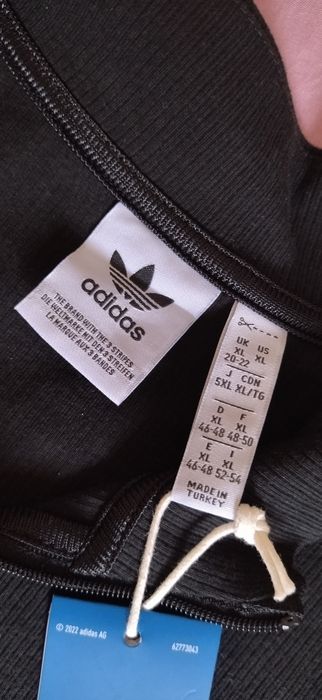 adidas
THE BRAND WITH THE 3 STRIPES
DIE WELTMARKE MIT DEN 3 STREIFEN
LA MARQUE AUX 3 BANDES
UK US
XL XL
20-22
J CDN
5XL XL/TG
D F
XL XL
46-48 48-50
E I
XL XL
46-48 52-54
MADE IN
TURKEY
© 2022 adidas AG
62773043